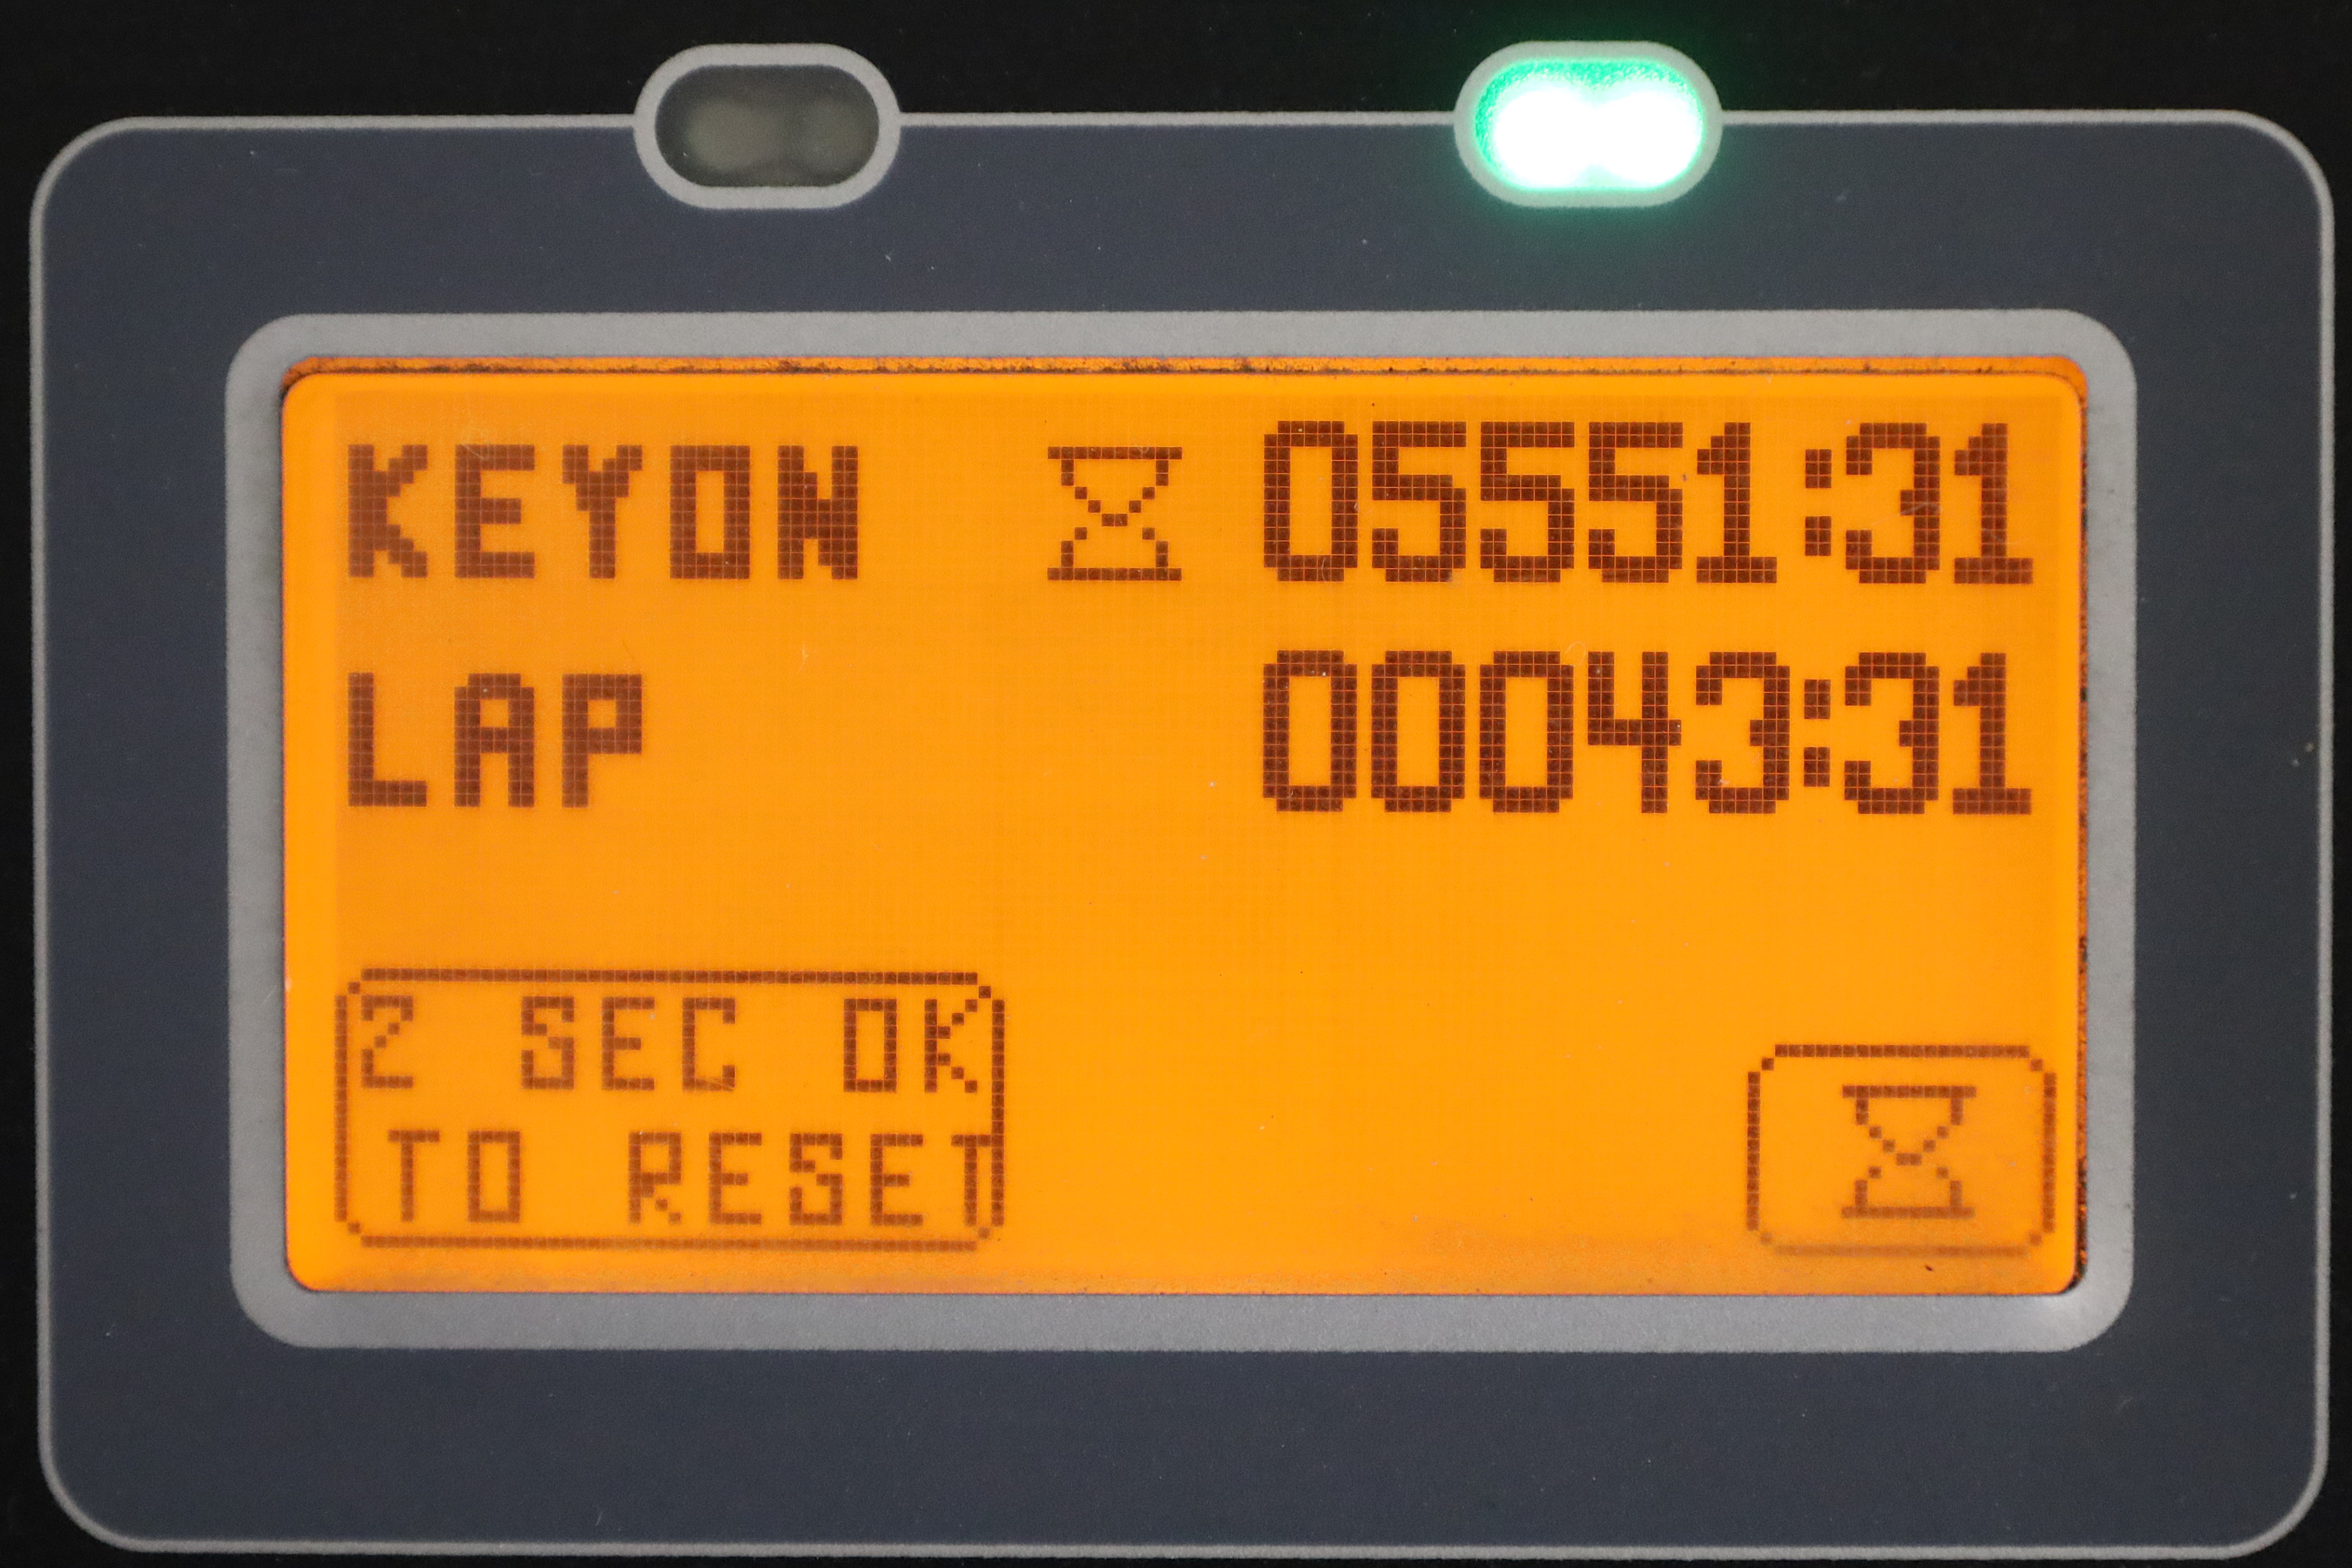 KEYON 05551:31
LAP 00043:31
2 SEC OK
TO RESET